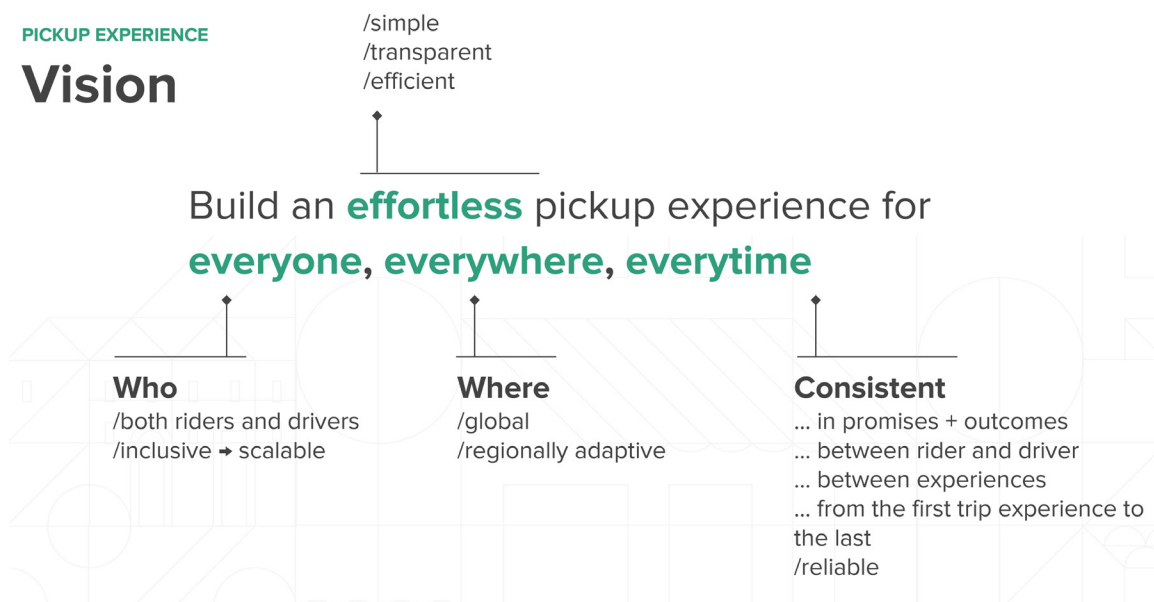 PICKUP EXPERIENCE
Vision
/simple
/transparent
/efficient
Build an effortless pickup experience for
everyone, everywhere, everytime
Who
/both riders and drivers
/inclusive → scalable
Where
/global
/regionally adaptive
Consistent
... in promises + outcomes
... between rider and driver
... between experiences
... from the first trip experience to
the last
/reliable